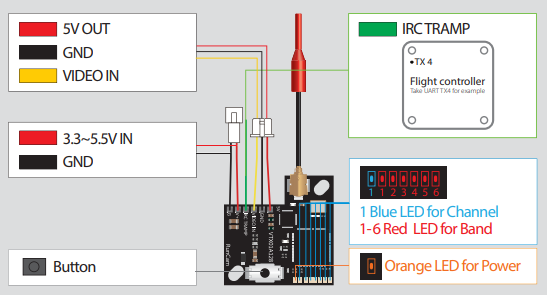 5V OUT
GND
VIDEO IN
IRC TRAMP
TX 4
Flight controller
Take UART TX4 for example
3.3~5.5V IN
GND
1 1 2 3 4 5 6
1 Blue LED for Channel
1-6 Red LED for Band
Button
Orange LED for Power
RunCam